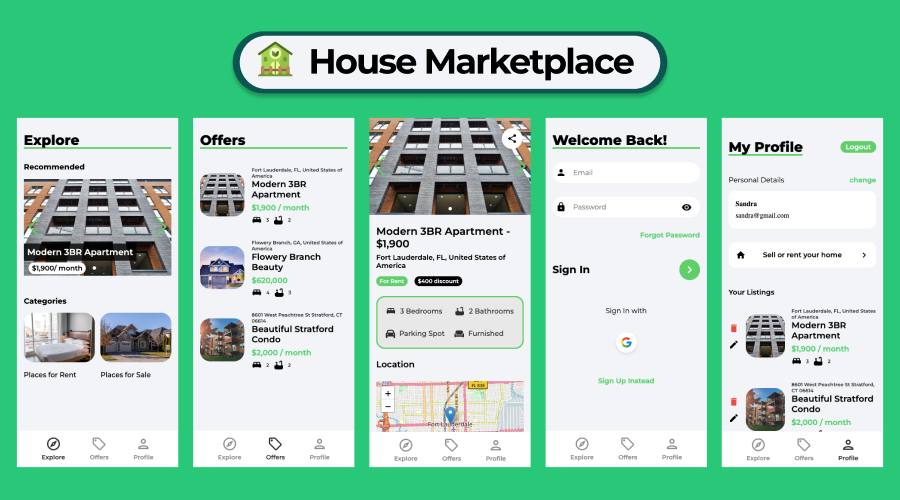 House Marketplace
Explore
Recommended
Modern 3BR Apartment
$1,900/ month
Categories
Places for Rent
Places for Sale
Explore
Offers
Profile
Offers
Fort Lauderdale, FL, United States of
America
Modern 3BR
Apartment
$1,900 / month
3
2
Flowery Branch, GA, United States of
America
Flowery Branch
Beauty
$620,000
4
3
8601 West Peachtree St Stratford, CT
06614
Beautiful Stratford
Condo
$2,000 / month
2
2
Explore
Offers
Profile
Modern 3BR Apartment -
$1,900
Fort Lauderdale, FL, United States of
America
For Rent
$400 discount
3 Bedrooms
2 Bathrooms
Parking Spot
Furnished
Location
+
−
FL 838
Fort Lauderdale
Explore
Offers
Profile
Welcome Back!
Email
Password
Forgot Password
Sign In
Sign In with
G
Sign Up Instead
Explore
Offers
Profile
My Profile
Logout
Personal Details
change
Sandra
sandra@gmail.com
Sell or rent your home
Your Listings
Fort Lauderdale, FL, United States
of America
Modern 3BR
Apartment
$1,900 / month
3
2
8601 West Peachtree St Stratford,
CT 06614
Beautiful Stratford
Condo
$2,000 / month
Explore
Offers
Profile